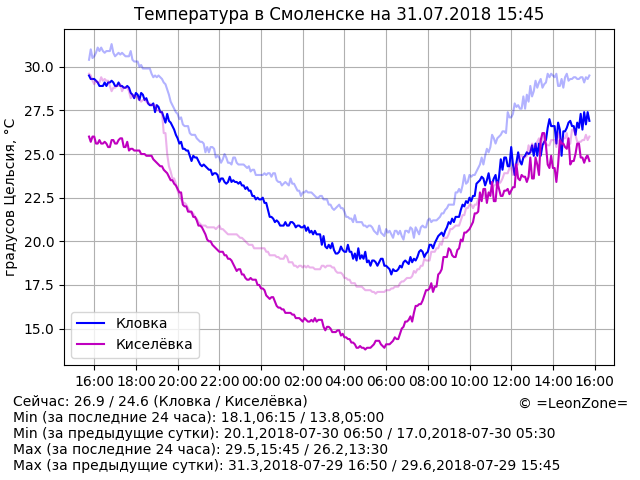 Температура в Смоленске на 31.07.2018 15:45
градусов Цельсия, °C
30.0
27.5
25.0
22.5
20.0
17.5
15.0
Кловка
Киселёвка
16:00 18:00 20:00 22:00 00:00 02:00 04:00 06:00 08:00 10:00 12:00 14:00 16:00
Сейчас: 26.9 / 24.6 (Кловка / Киселёвка)
© =LeonZone=
Min (за последние 24 часа): 18.1,06:15 / 13.8,05:00
Min (за предыдущие сутки): 20.1,2018-07-30 06:50 / 17.0,2018-07-30 05:30
Max (за последние 24 часа): 29.5,15:45 / 26.2,13:30
Max (за предыдущие сутки): 31.3,2018-07-29 16:50 / 29.6,2018-07-29 15:45